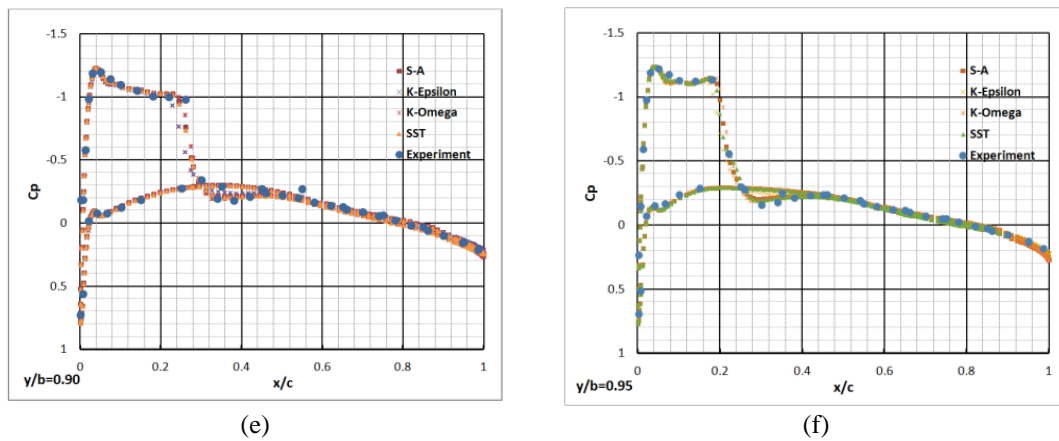 -1.5
-1
-0.5
0
0.5
1
Cp
0
0.2
0.4
0.6
0.8
1
x/c
y/b=0.90
S-A
K-Epsilon
K-Omega
SST
Experiment
(e)
-1.5
-1
-0.5
0
0.5
1
Cp
0
0.2
0.4
0.6
0.8
1
x/c
y/b=0.95
S-A
K-Epsilon
K-Omega
SST
Experiment
(f)